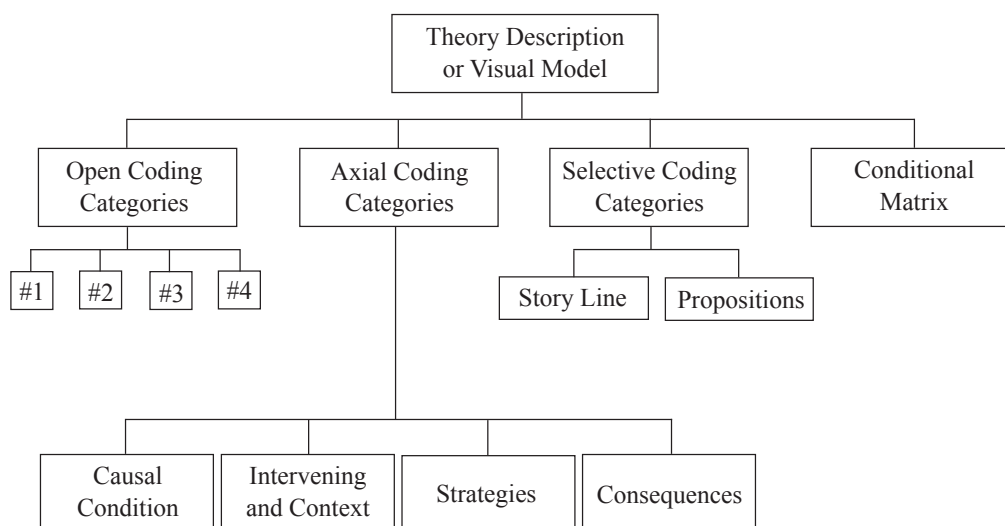 Theory Description
or Visual Model
Open Coding
Categories
Axial Coding
Categories
Selective Coding
Categories
Conditional
Matrix
#1
#2
#3
#4
Story Line
Propositions
Causal
Condition
Intervening
and Context
Strategies
Consequences